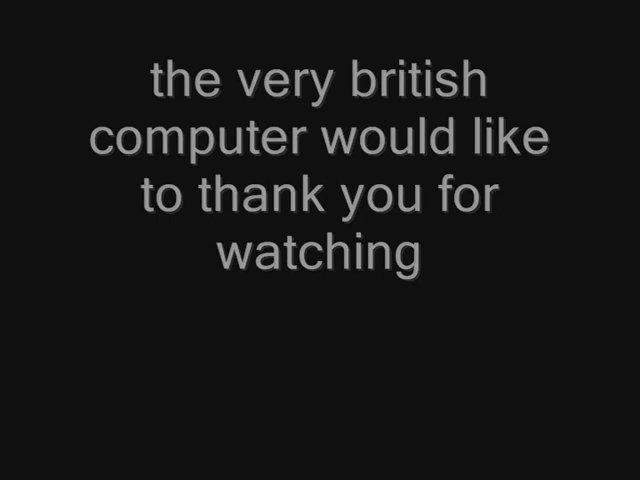 the very british
computer would like
to thank you for
watching